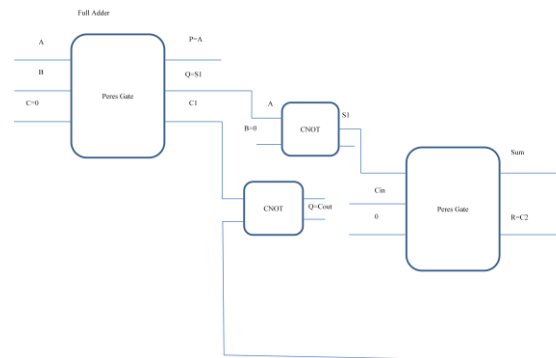 Full Adder
A
P=A
B
Q=S1
C=0
Peres Gate
C1
A
B=0
CNOT
S1
CNOT
Q=Cout
Cin
0
Peres Gate
Sum
R=C2